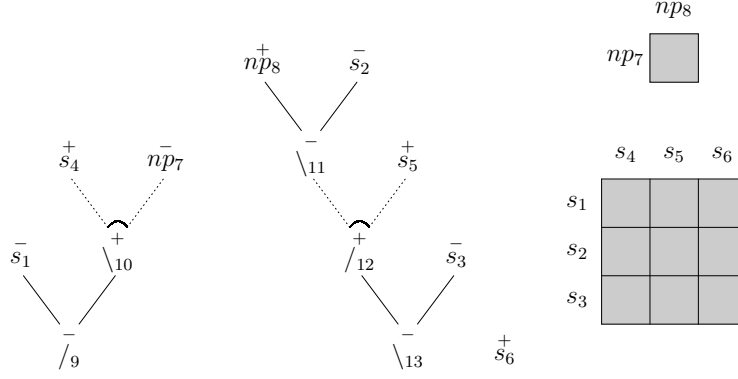 np₈
+ −
np₈ s₂
np₇
−
\₁₁
+ − +
s₄ np₇ s₅
s₄ s₅ s₆
s₁
− + + −
s₁ \₁₀ /₁₂ s₃
s₂
s₃
− − +
/₉ \₁₃ s₆